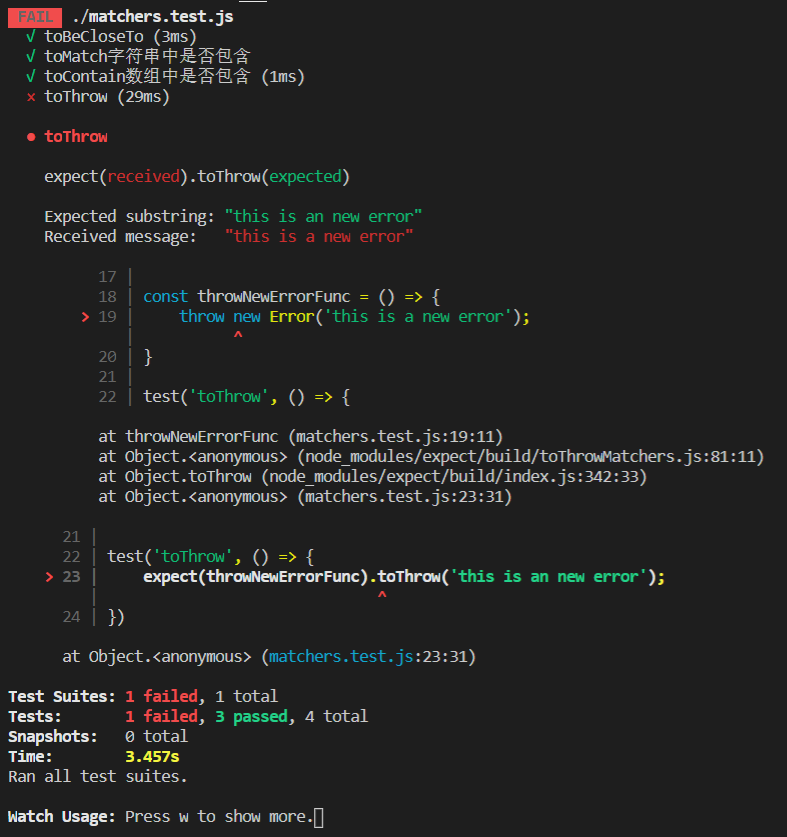 FAIL ./matchers.test.js
√ toBeCloseTo (3ms)
√ toMatch字符串中是否包含
√ toContain数组中是否包含 (1ms)
× toThrow (29ms)
● toThrow
expect(received).toThrow(expected)
Expected substring: "this is an new error"
Received message:   "this is a new error"
17 |
18 | const throwNewErrorFunc = () => {
> 19 |     throw new Error('this is a new error');
|           ^
20 | }
21 |
22 | test('toThrow', () => {
at throwNewErrorFunc (matchers.test.js:19:11)
at Object.<anonymous> (node_modules/expect/build/toThrowMatchers.js:81:11)
at Object.toThrow (node_modules/expect/build/index.js:342:33)
at Object.<anonymous> (matchers.test.js:23:31)
21 |
22 | test('toThrow', () => {
> 23 |     expect(throwNewErrorFunc).toThrow('this is an new error');
|                               ^
24 | })
at Object.<anonymous> (matchers.test.js:23:31)
Test Suites: 1 failed, 1 total
Tests:       1 failed, 3 passed, 4 total
Snapshots:   0 total
Time:        3.457s
Ran all test suites.
Watch Usage: Press w to show more.